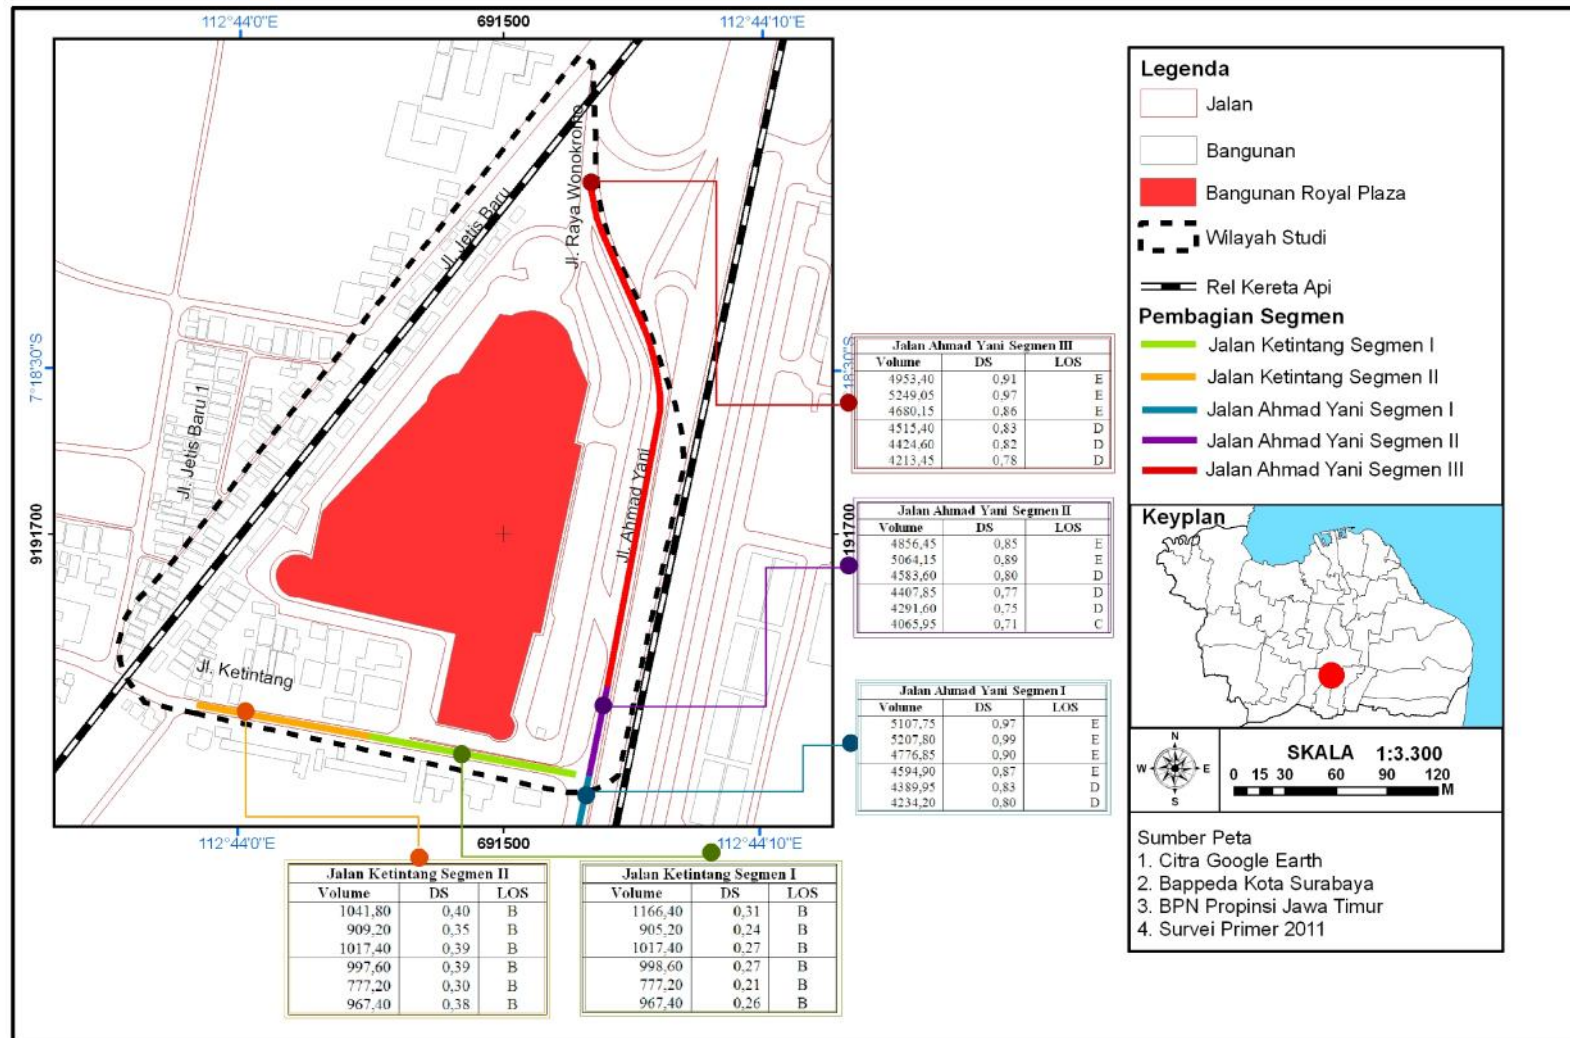 112°44'0"E
691500
112°44'10"E
Jl. Raya Wonokromo
Jl. Jetis Baru
Jl. Jetis Baru 1
Jl. Ahmad Yani
Jl. Ketintang
7°18'30"S
9191700
18'30"S
191700
112°44'0"E
691500
112°44'10"E
Legenda
Jalan
Bangunan
Bangunan Royal Plaza
Wilayah Studi
Rel Kereta Api
Pembagian Segmen
Jalan Ketintang Segmen I
Jalan Ketintang Segmen II
Jalan Ahmad Yani Segmen I
Jalan Ahmad Yani Segmen II
Jalan Ahmad Yani Segmen III
Jalan Ahmad Yani Segmen III
Volume DS LOS
4953,40 0,91 E
5249,05 0,97 E
4680,15 0,86 E
4515,40 0,83 D
4424,60 0,82 D
4213,45 0,78 D
Jalan Ahmad Yani Segmen II
Volume DS LOS
4856,45 0,85 E
5064,15 0,89 E
4583,60 0,80 D
4407,85 0,77 D
4291,60 0,75 D
4065,95 0,71 C
Jalan Ahmad Yani Segmen I
Volume DS LOS
5107,75 0,97 E
5207,80 0,99 E
4776,85 0,90 E
4594,90 0,87 E
4389,95 0,83 D
4234,20 0,80 D
Jalan Ketintang Segmen II
Volume DS LOS
1041,80 0,40 B
909,20 0,35 B
1017,40 0,39 B
997,60 0,39 B
777,20 0,30 B
967,40 0,38 B
Jalan Ketintang Segmen I
Volume DS LOS
1166,40 0,31 B
905,20 0,24 B
1017,40 0,27 B
998,60 0,27 B
777,20 0,21 B
967,40 0,26 B
Keyplan
N
W E
S
SKALA 1:3.300
0 15 30 60 90 120
M
Sumber Peta
1. Citra Google Earth
2. Bappeda Kota Surabaya
3. BPN Propinsi Jawa Timur
4. Survei Primer 2011